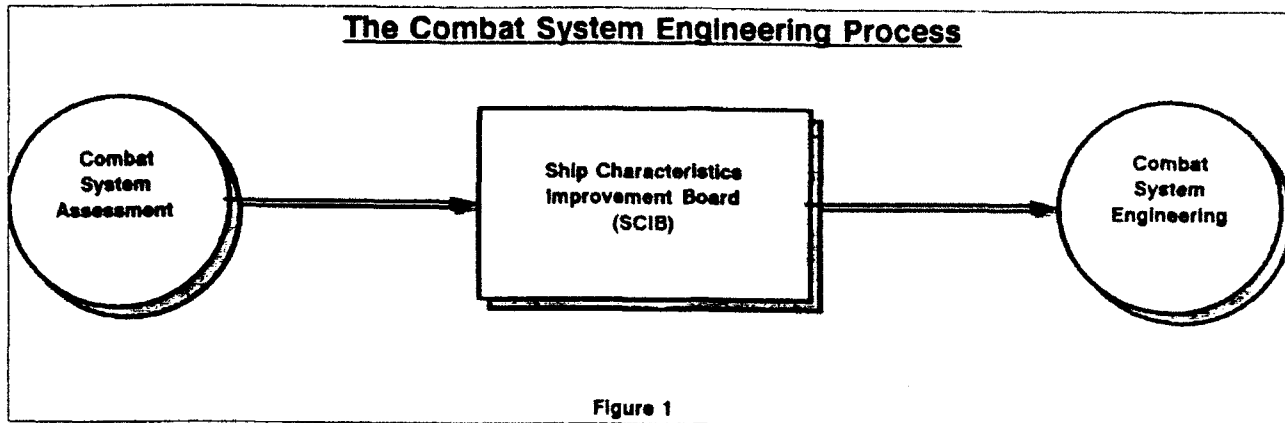 The Combat System Engineering Process
Combat
System
Assessment
Ship Characteristics
Improvement Board
(SCIB)
Combat
System
Engineering
Figure 1